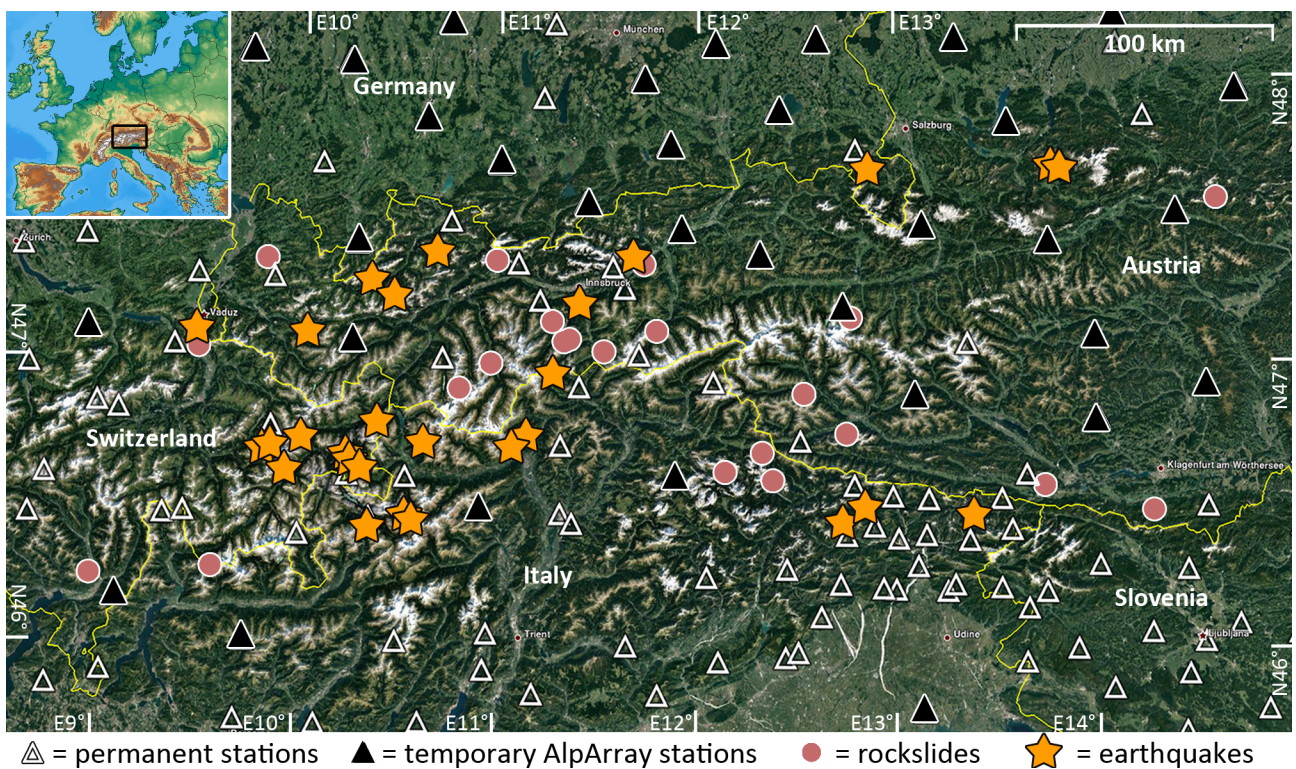 E10°
E11°
E12°
E13°
München
100 km
Germany
N48°
Salzburg
Zürich
Austria
Innsbruck
Vaduz
N47°
N47°
Switzerland
Klagenfurt am Wörthersee
Italy
N46°
Slovenia
Trient
Udine
Ljubljana
N46°
E9°
E10°
E11°
E12°
E13°
E14°
= permanent stations = temporary AlpArray stations = rockslides = earthquakes